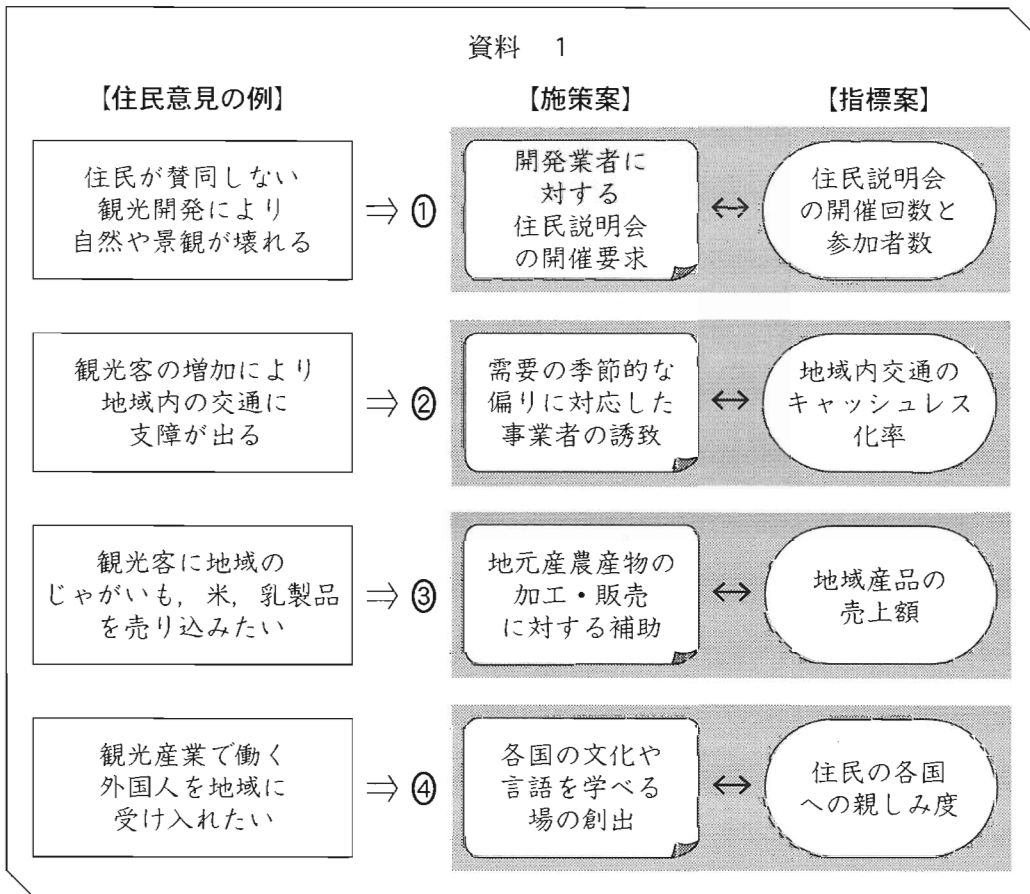 資料 1
【住民意見の例】
【施策案】
【指標案】
住民が賛同しない
観光開発により
自然や景観が壊れる
⇒ ①
開発業者に
対する
住民説明会
の開催要求
↔
住民説明会
の開催回数と
参加者数
観光客の増加により
地域内の交通に
支障が出る
⇒ ②
需要の季節的な
偏りに対応した
事業者の誘致
↔
地域内交通の
キャッシュレス
化率
観光客に地域の
じゃがいも，米，乳製品
を売り込みたい
⇒ ③
地元産農産物の
加工・販売
に対する補助
↔
地域産品の
売上額
観光産業で働く
外国人を地域に
受け入れたい
⇒ ④
各国の文化や
言語を学べる
場の創出
↔
住民の各国
への親しみ度